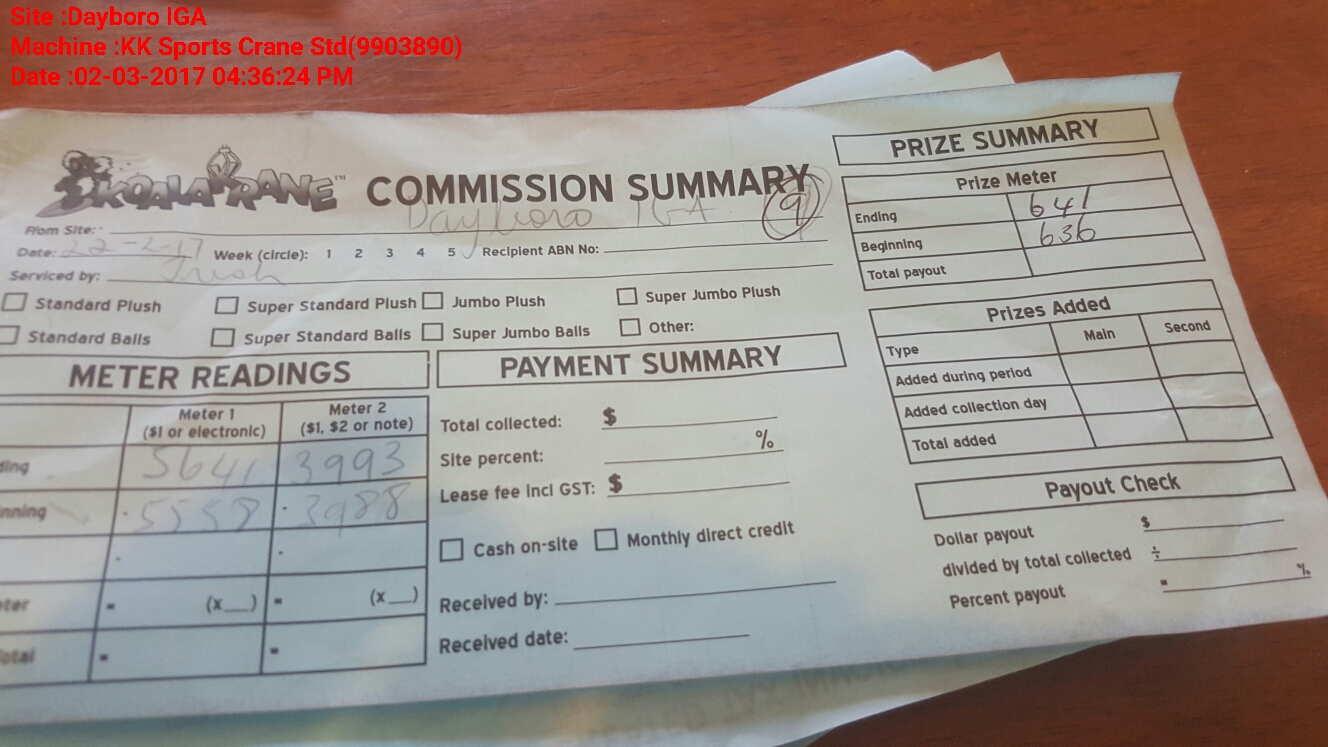 Site :Dayboro IGA
Machine :KK Sports Crane Std(9903890)
Date :02-03-2017 04:36:24 PM
KOALA KRANE™ COMMISSION SUMMARY
9
From Site: Dayboro IGA
Date: 22-2-17 Week (circle): 1 2 3 4 5 Recipient ABN No:
Serviced by: Trish
Standard Plush Super Standard Plush Jumbo Plush Super Jumbo Plush
Standard Balls Super Standard Balls Super Jumbo Balls Other:
METER READINGS
Meter 1 Meter 2
($1 or electronic) ($1, $2 or note)
ding 5641 3993
nning - 5558 - 3988
- -
eter = (x__) = (x__)
otal = =
PAYMENT SUMMARY
Total collected: $
Site percent: %
Lease fee Incl GST: $
Cash on-site Monthly direct credit
Received by:
Received date:
PRIZE SUMMARY
Prize Meter
Ending 641
Beginning 636
Total payout
Prizes Added
Type Main Second
Added during period
Added collection day
Total added
Payout Check
Dollar payout $
divided by total collected ÷
Percent payout = %